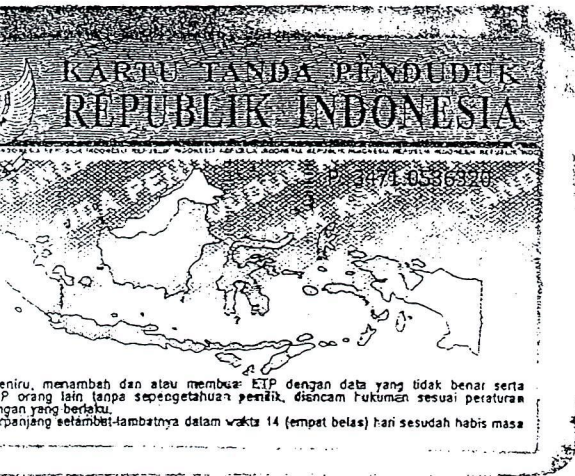 KARTU TANDA PENDUDUK
REPUBLIK INDONESIA
P. 3471.0536920
eniru, menambah dan atau membuat KTP dengan data yang tidak benar serta
P orang lain tanpa sepengetahuan pemilik, diancam hukuman sesuai peraturan
ngan yang berlaku.
rpanjang selambat-lambatnya dalam waktu 14 (empat belas) hari sesudah habis masa